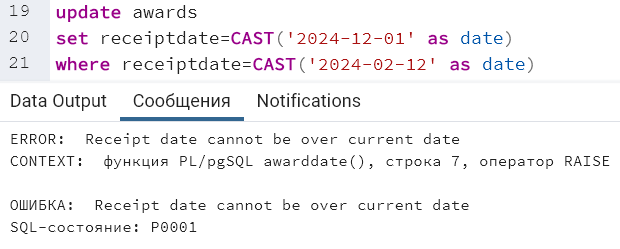 19 update awards
20 set receiptdate=CAST('2024-12-01' as date)
21 where receiptdate=CAST('2024-02-12' as date)
Data Output Сообщения Notifications
ERROR:  Receipt date cannot be over current date
CONTEXT:  функция PL/pgSQL awarddate(), строка 7, оператор RAISE
ОШИБКА:  Receipt date cannot be over current date
SQL-состояние: P0001